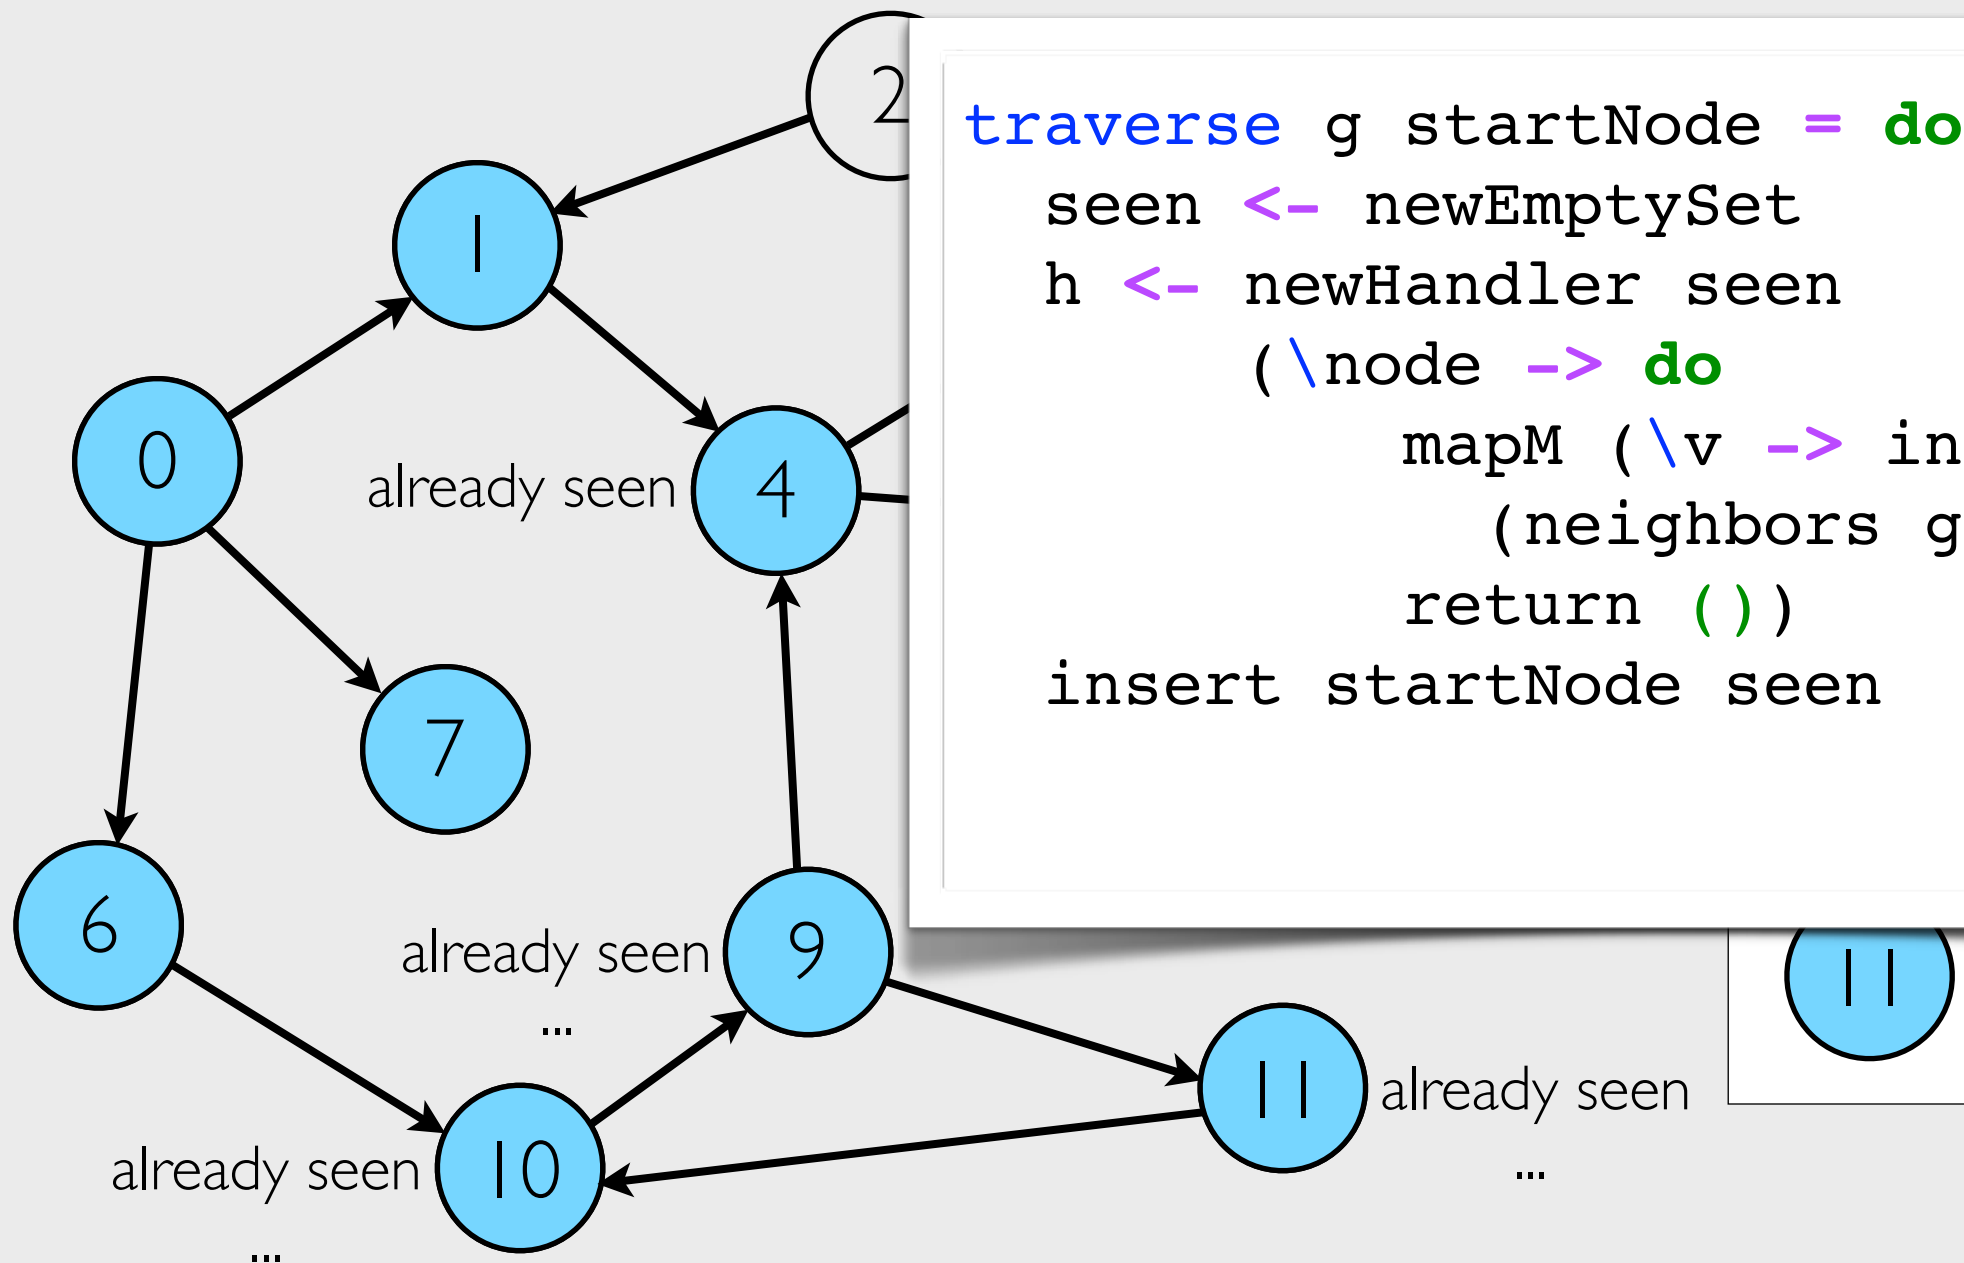 2
traverse g startNode = do
seen <- newEmptySet
h <- newHandler seen
(\node -> do
mapM (\v -> in
(neighbors g
return ())
insert startNode seen
1
0
already seen 4
7
6
already seen 9
...
11
11 already seen
...
already seen 10
...